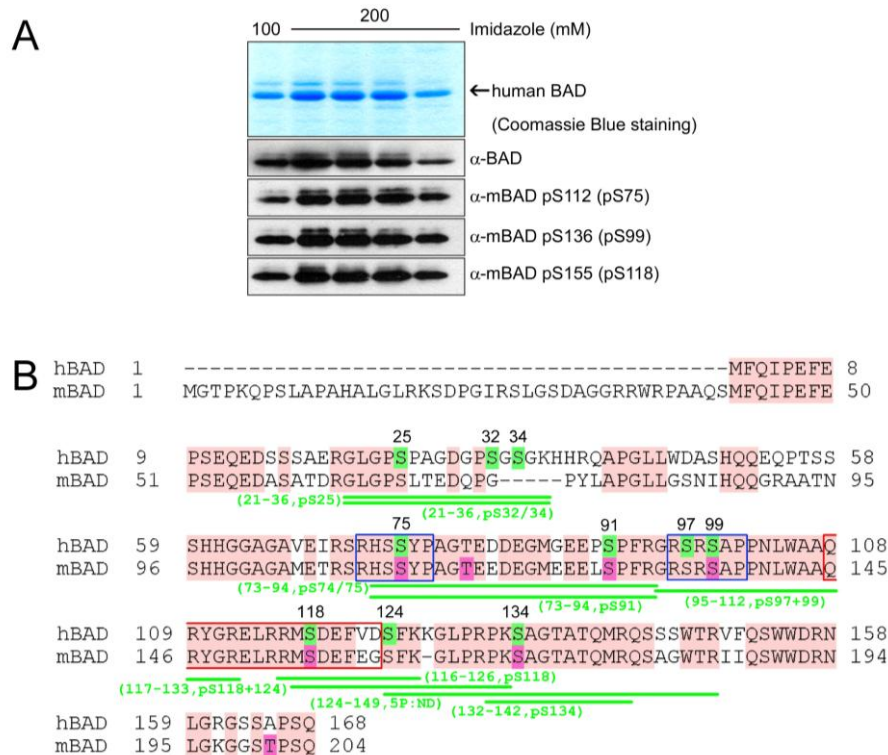 A
100 200 Imidazole (mM)
←human BAD
(Coomassie Blue staining)
α-BAD
α-mBAD pS112 (pS75)
α-mBAD pS136 (pS99)
α-mBAD pS155 (pS118)
B
hBAD 1 ------------------------------------------MFQIPEFE 8
mBAD 1 MGTPKQPSLAPAHALGLRKSDPGIRSLGSDAGGRRWRPAAQSMFQIPEFE 50
25 32 34
hBAD 9 PSEQEDSSSAERGLGPSPAGDGPSGSGKHHRQAPGLLWDASHQQEQPTSS 58
mBAD 51 PSEQEDASATDRGLGPSLTEDQPG-----PYLAPGLLGSNIHQQGRAATN 95
(21-36,pS25)
(21-36,pS32/34)
75 91 97 99
hBAD 59 SHHGGAGAVEIRSRHSSYPAGTEDDEGMGEEPSPFRGRSRSAPPNLWAAQ 108
mBAD 96 SHHGGAGAMETRSRHSSYPAGTEEDEGMEEELSPFRGRSRSAPPNLWAAQ 145
(73-94,pS74/75)
(73-94,pS91)
(95-112,pS97+99)
118 124 134
hBAD 109 RYGRELRRMSDEFVDSFKKGLPRPKSAGTATQMRQSSSWTRVFQSWWDRN 158
mBAD 146 RYGRELRRMSDEFEGSFK-GLPRPKSAGTATQMRQSAGWTRIIQSWWDRN 194
(117-133,pS118+124)
(116-126,pS118)
(124-149,5P:ND)
(132-142,pS134)
hBAD 159 LGRGSSAPSQ 168
mBAD 195 LGKGGSTPSQ 204